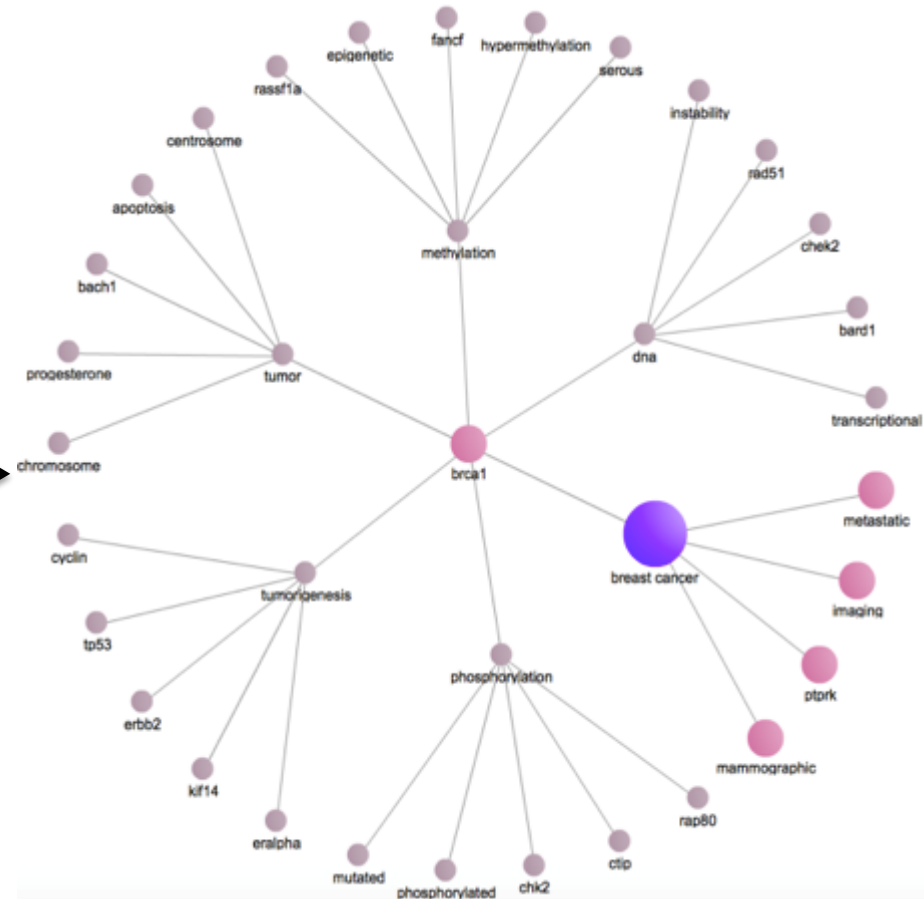 fancf
hypermethylation
epigenetic
serous
rassf1a
instability
centrosome
rad51
apoptosis
chek2
methylation
bach1
bard1
dna
progesterone
tumor
transcriptional
chromosome
brca1
metastatic
cyclin
breast cancer
tumorigenesis
imaging
tp53
phosphorylation
ptprk
erbb2
mammographic
kif14
rap80
eralpha
ctip
mutated
chk2
phosphorylated